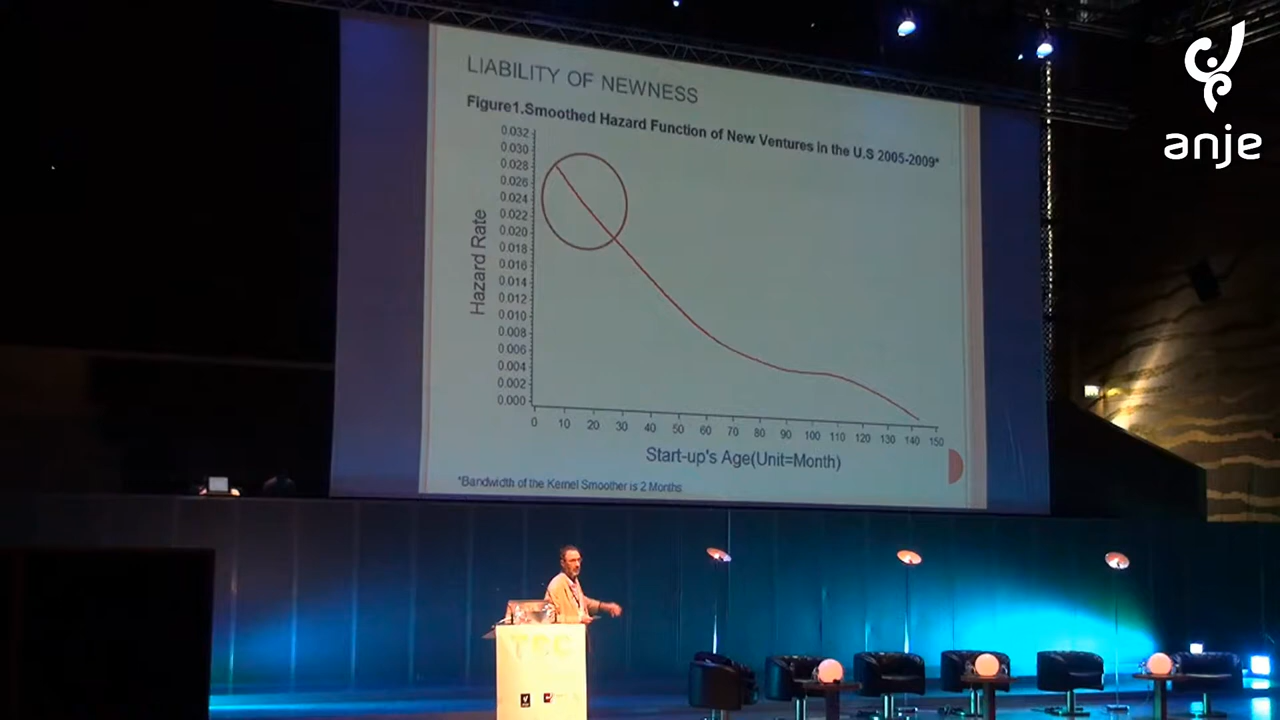 LIABILITY OF NEWNESS
Figure1.Smoothed Hazard Function of New Ventures in the U.S 2005-2009*
0.032
0.030
0.028
0.026
0.024
0.022
0.020
0.018
0.016
0.014
0.012
0.010
0.008
0.006
0.004
0.002
0.000
Hazard Rate
0 10 20 30 40 50 60 70 80 90 100 110 120 130 140 150
Start-up's Age(Unit=Month)
*Bandwidth of the Kernel Smoother is 2 Months
anje